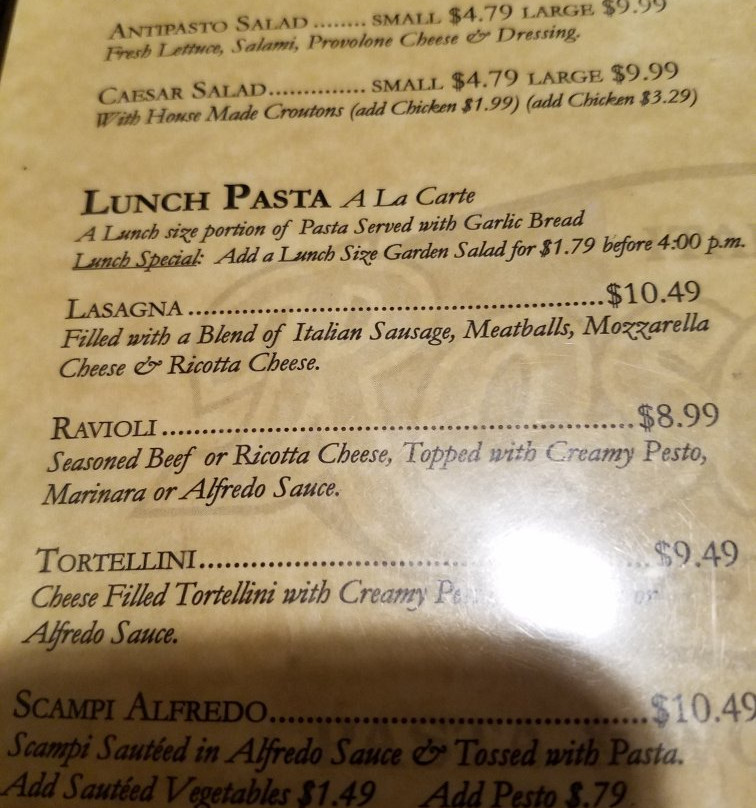 ANTIPASTO SALAD ........ SMALL $4.79 LARGE $9.99
Fresh Lettuce, Salami, Provolone Cheese & Dressing.
CAESAR SALAD.............. SMALL $4.79 LARGE $9.99
With House Made Croutons (add Chicken $1.99) (add Chicken $3.29)
LUNCH PASTA A La Carte
A Lunch size portion of Pasta Served with Garlic Bread
Lunch Special: Add a Lunch Size Garden Salad for $1.79 before 4:00 p.m.
LASAGNA ......................................................$10.49
Filled with a Blend of Italian Sausage, Meatballs, Mozzarella
Cheese & Ricotta Cheese.
RAVIOLI ............................................................$8.99
Seasoned Beef or Ricotta Cheese, Topped with Creamy Pesto,
Marinara or Alfredo Sauce.
TORTELLINI.......................................................$9.49
Cheese Filled Tortellini with Creamy or
Alfredo Sauce.
SCAMPI ALFREDO.................................................$10.49
Scampi Sautéed in Alfredo Sauce & Tossed with Pasta.
Add Sautéed Vegetables $1.49 Add Pesto $.79